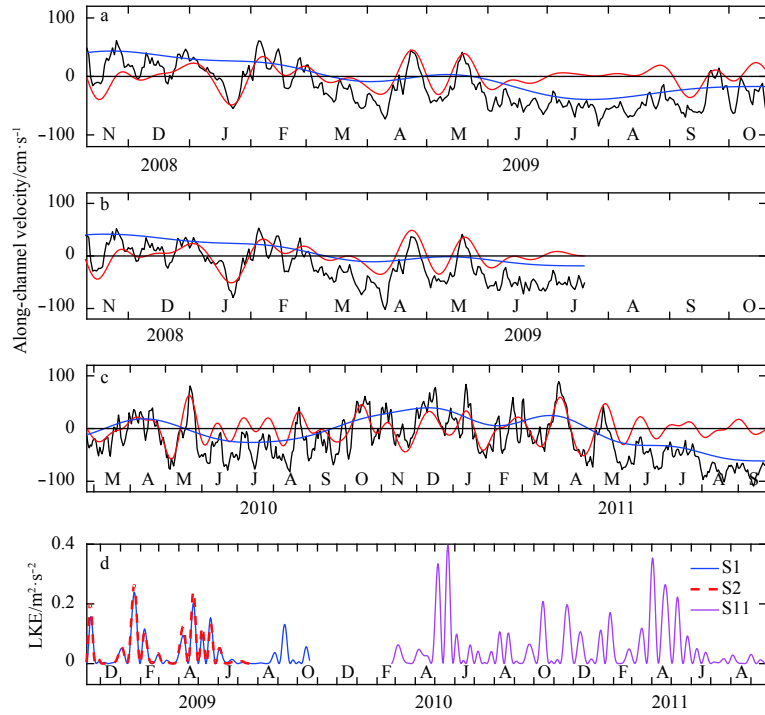 a
100
0
−100
N D J F M A M J J A S O
2008 2009
Along-channel velocity/cm·s⁻¹
b
100
0
−100
N D J F M A M J J A S O
2008 2009
c
100
0
−100
M A M J J A S O N D J F M A M J J A S
2010 2011
d
0.4
0.2
0
LKE/m²·s⁻²
S1
S2
S11
D F A J A O D F A J A O D F A J A
2009 2010 2011